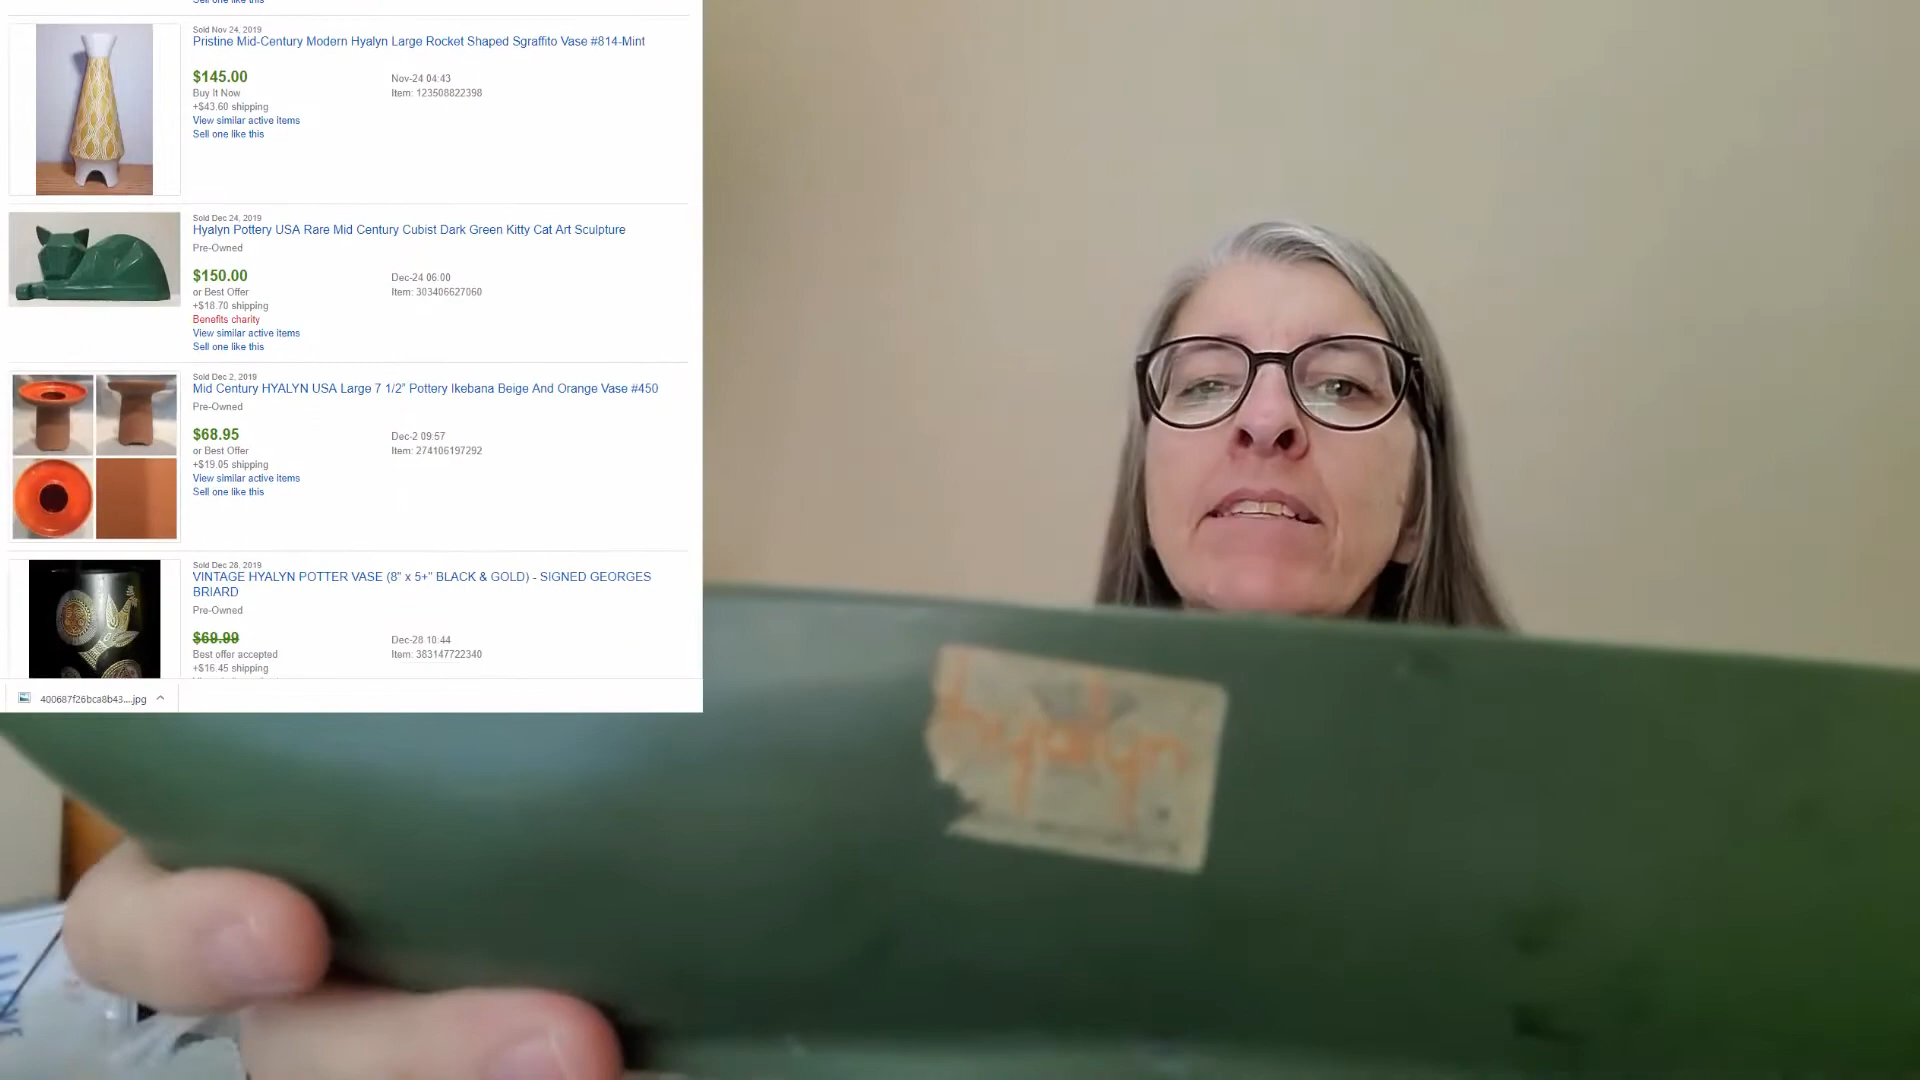 Sell one like this
Sold Nov 24, 2019
Pristine Mid-Century Modern Hyalyn Large Rocket Shaped Sgraffito Vase #814-Mint
$145.00
Nov-24 04:43
Buy It Now
Item: 123508822398
+$43.60 shipping
View similar active items
Sell one like this
Sold Dec 24, 2019
Hyalyn Pottery USA Rare Mid Century Cubist Dark Green Kitty Cat Art Sculpture
Pre-Owned
$150.00
Dec-24 06:00
or Best Offer
Item: 303406627060
+$18.70 shipping
Benefits charity
View similar active items
Sell one like this
Sold Dec 2, 2019
Mid Century HYALYN USA Large 7 1/2" Pottery Ikebana Beige And Orange Vase #450
Pre-Owned
$68.95
Dec-2 09:57
or Best Offer
Item: 274106197292
+$19.05 shipping
View similar active items
Sell one like this
Sold Dec 28, 2019
VINTAGE HYALYN POTTER VASE (8" x 5+" BLACK & GOLD) - SIGNED GEORGES
BRIARD
Pre-Owned
$69.99
Dec-28 10:44
Best offer accepted
Item: 383147722340
+$16.45 shipping
400687f26bca8b43....jpg
hyalyn